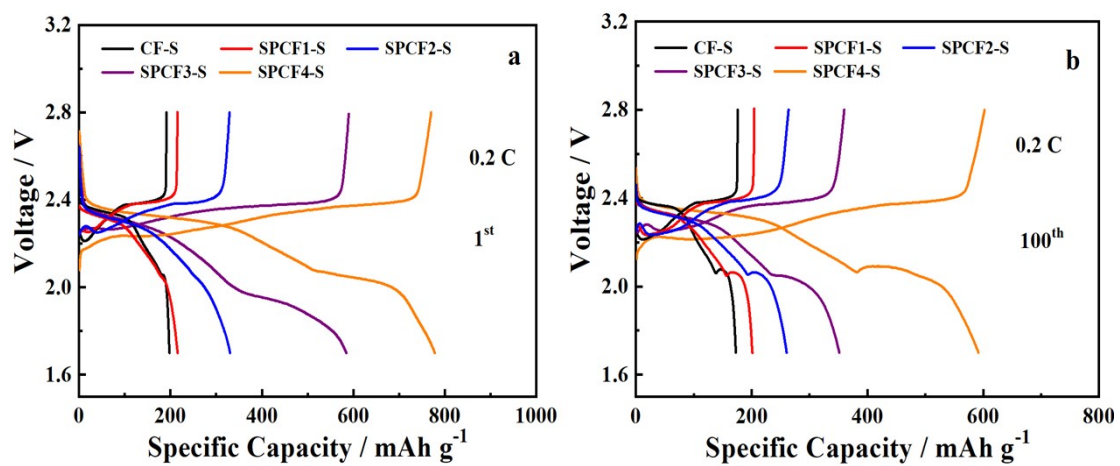 3.2
2.8
2.4
2.0
1.6
Voltage / V
CF-S SPCF1-S SPCF2-S
SPCF3-S SPCF4-S
a
0.2 C
1st
0 200 400 600 800 1000
Specific Capacity / mAh g-1
3.2
2.8
2.4
2.0
1.6
Voltage / V
CF-S SPCF1-S SPCF2-S
SPCF3-S SPCF4-S
b
0.2 C
100th
0 200 400 600 800
Specific Capacity / mAh g-1